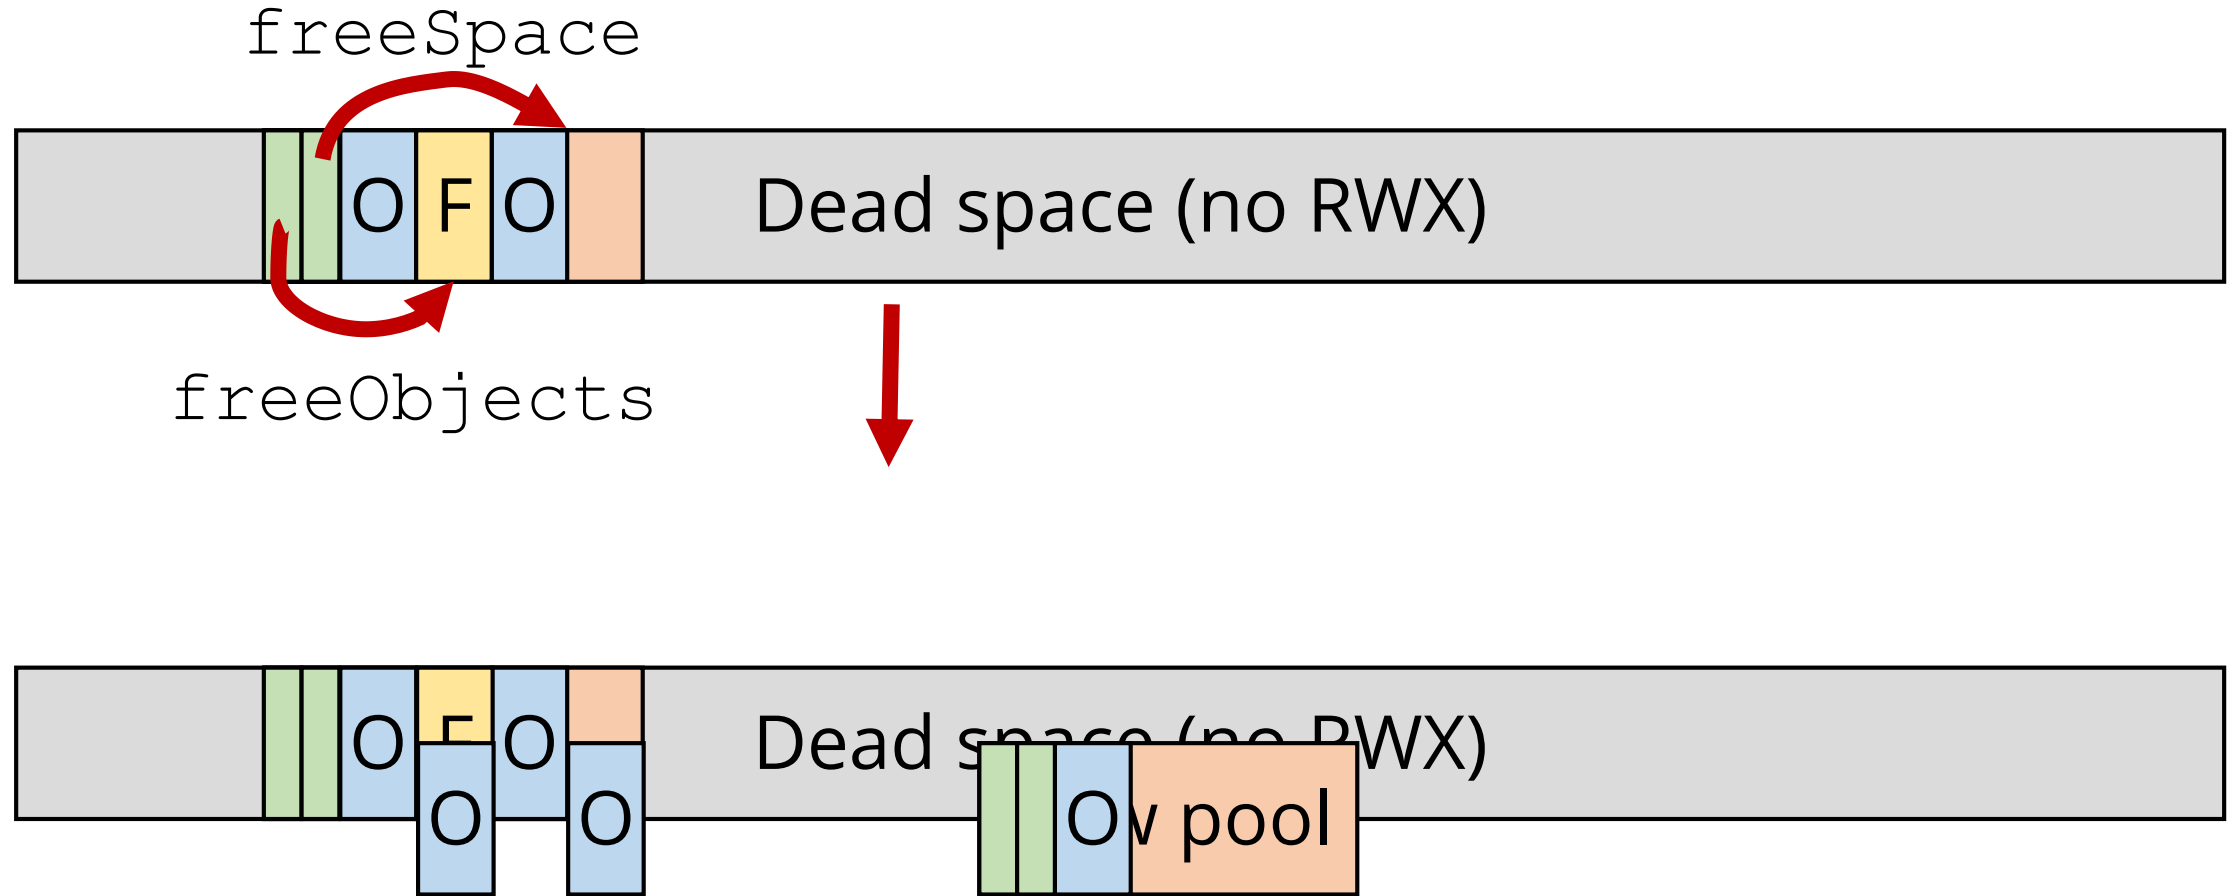 freeSpace
O F O Dead space (no RWX)
freeObjects
O O Dead WX)
O O O pool